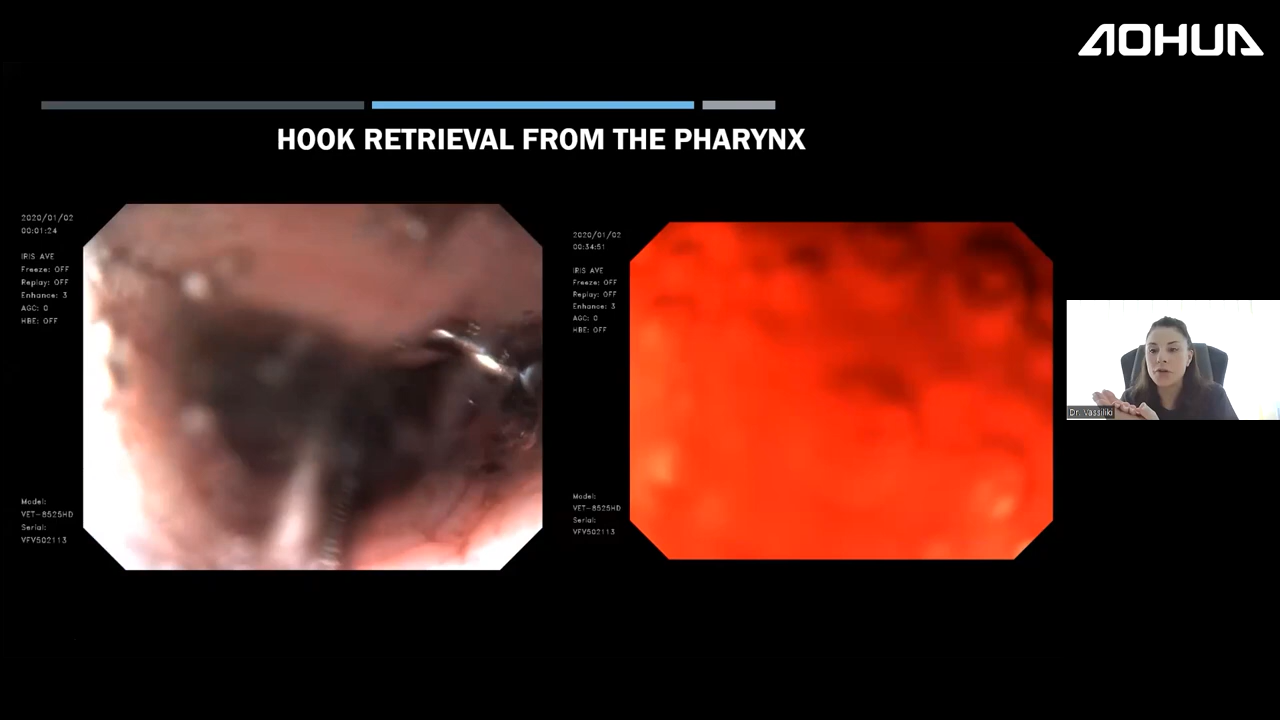 AOHUA
HOOK RETRIEVAL FROM THE PHARYNX
2020/01/02
00:01:24
IRIS AVE
Freeze: OFF
Replay: OFF
Enhance: 3
AGC: 0
HBE: OFF
Model:
VET-8525HD
Serial:
VFV502113
2020/01/02
00:34:51
IRIS AVE
Freeze: OFF
Replay: OFF
Enhance: 3
AGC: 0
HBE: OFF
Model:
VET-8525HD
Serial:
VFV502113
Dr. Vassiliki